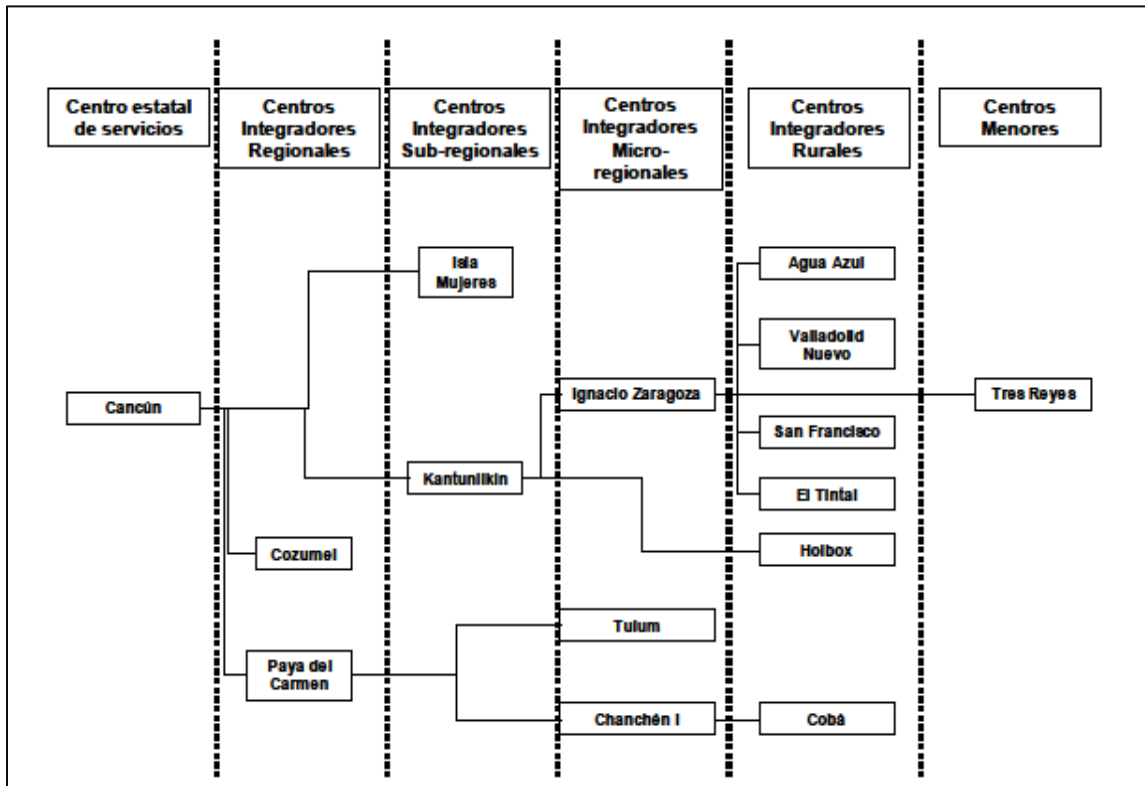 Centro estatal
de servicios
Centros
Integradores
Regionales
Centros
Integradores
Sub-regionales
Centros
Integradores
Micro-
regionales
Centros
Integradores
Rurales
Centros
Menores
Isla
Mujeres
Agua Azul
Valladolid
Nuevo
Cancún
Ignacio Zaragoza
Tres Reyes
San Francisco
Kantunilkin
El Tintal
Cozumel
Holbox
Tulum
Paya del
Carmen
Chanchén I
Cobá